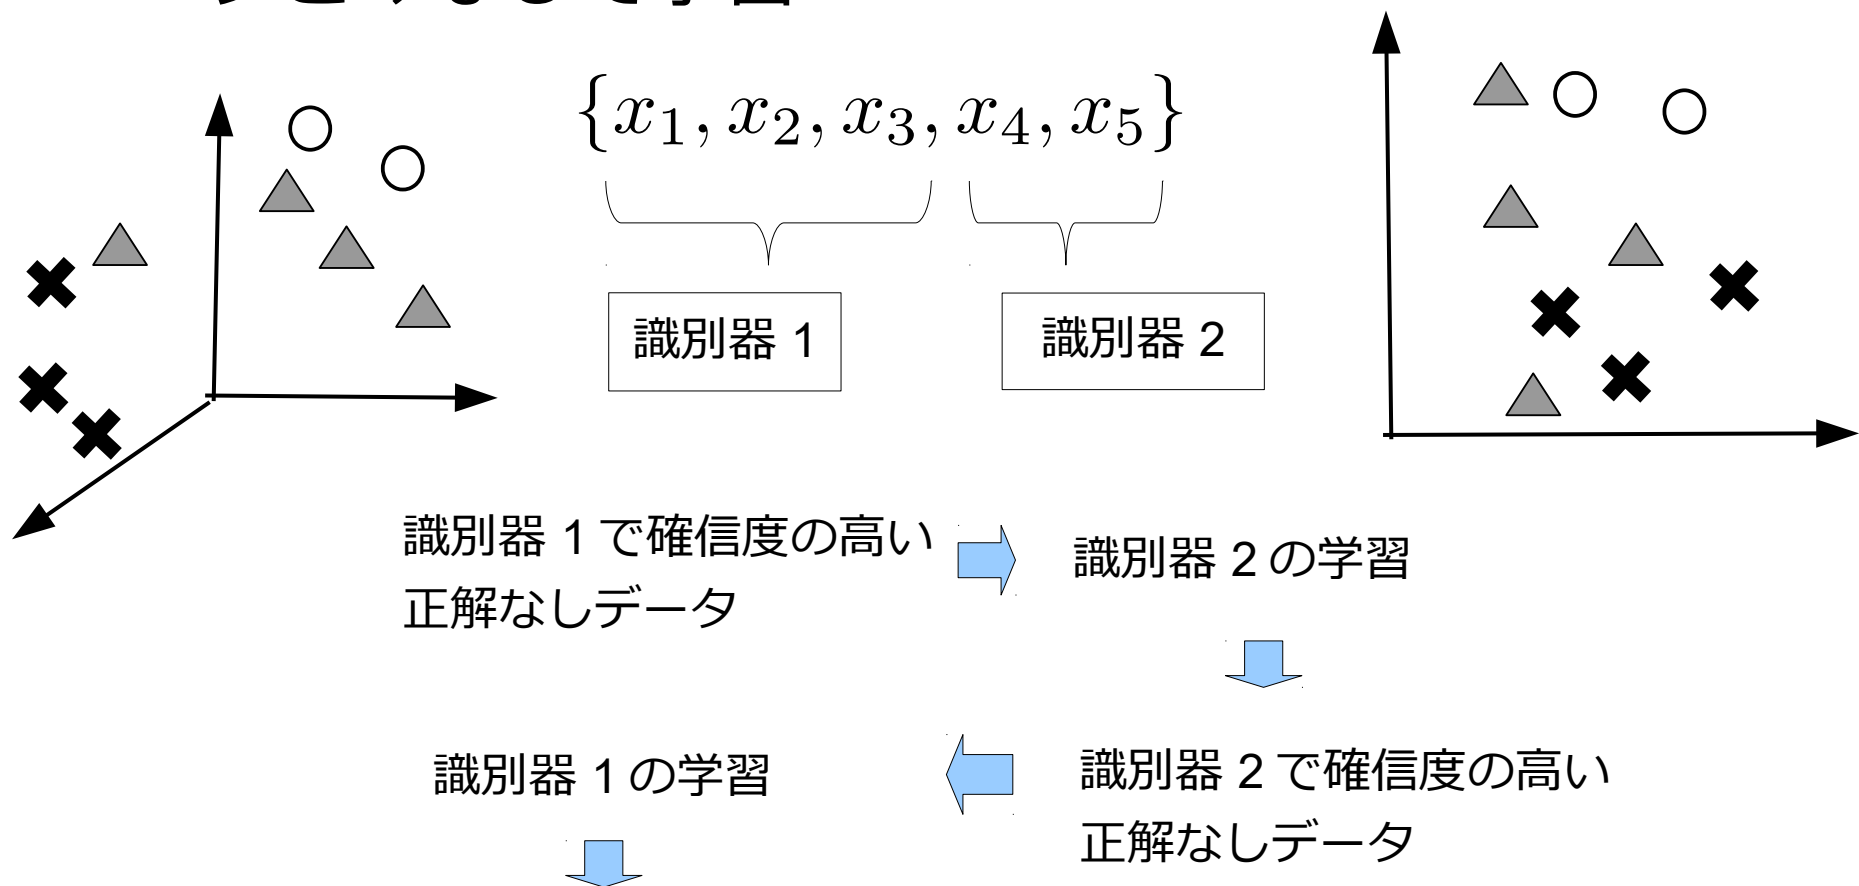 学習
{x₁, x₂, x₃, x₄, x₅}
識別器 1
識別器 2
識別器 1 で確信度の高い
正解なしデータ
識別器 2 の学習
識別器 2 で確信度の高い
正解なしデータ
識別器 1 の学習